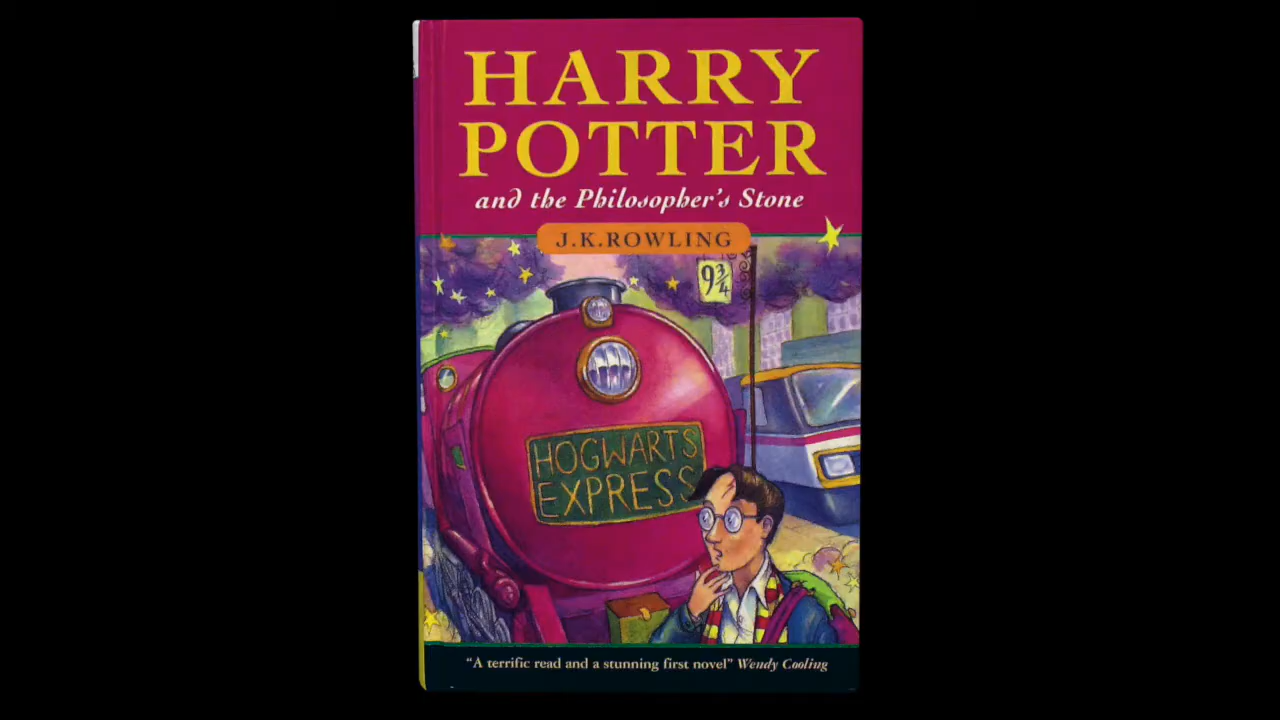 HARRY
POTTER
and the Philosopher's Stone
J.K.ROWLING
9¾
HOGWARTS
EXPRESS
"A terrific read and a stunning first novel" Wendy Cooling